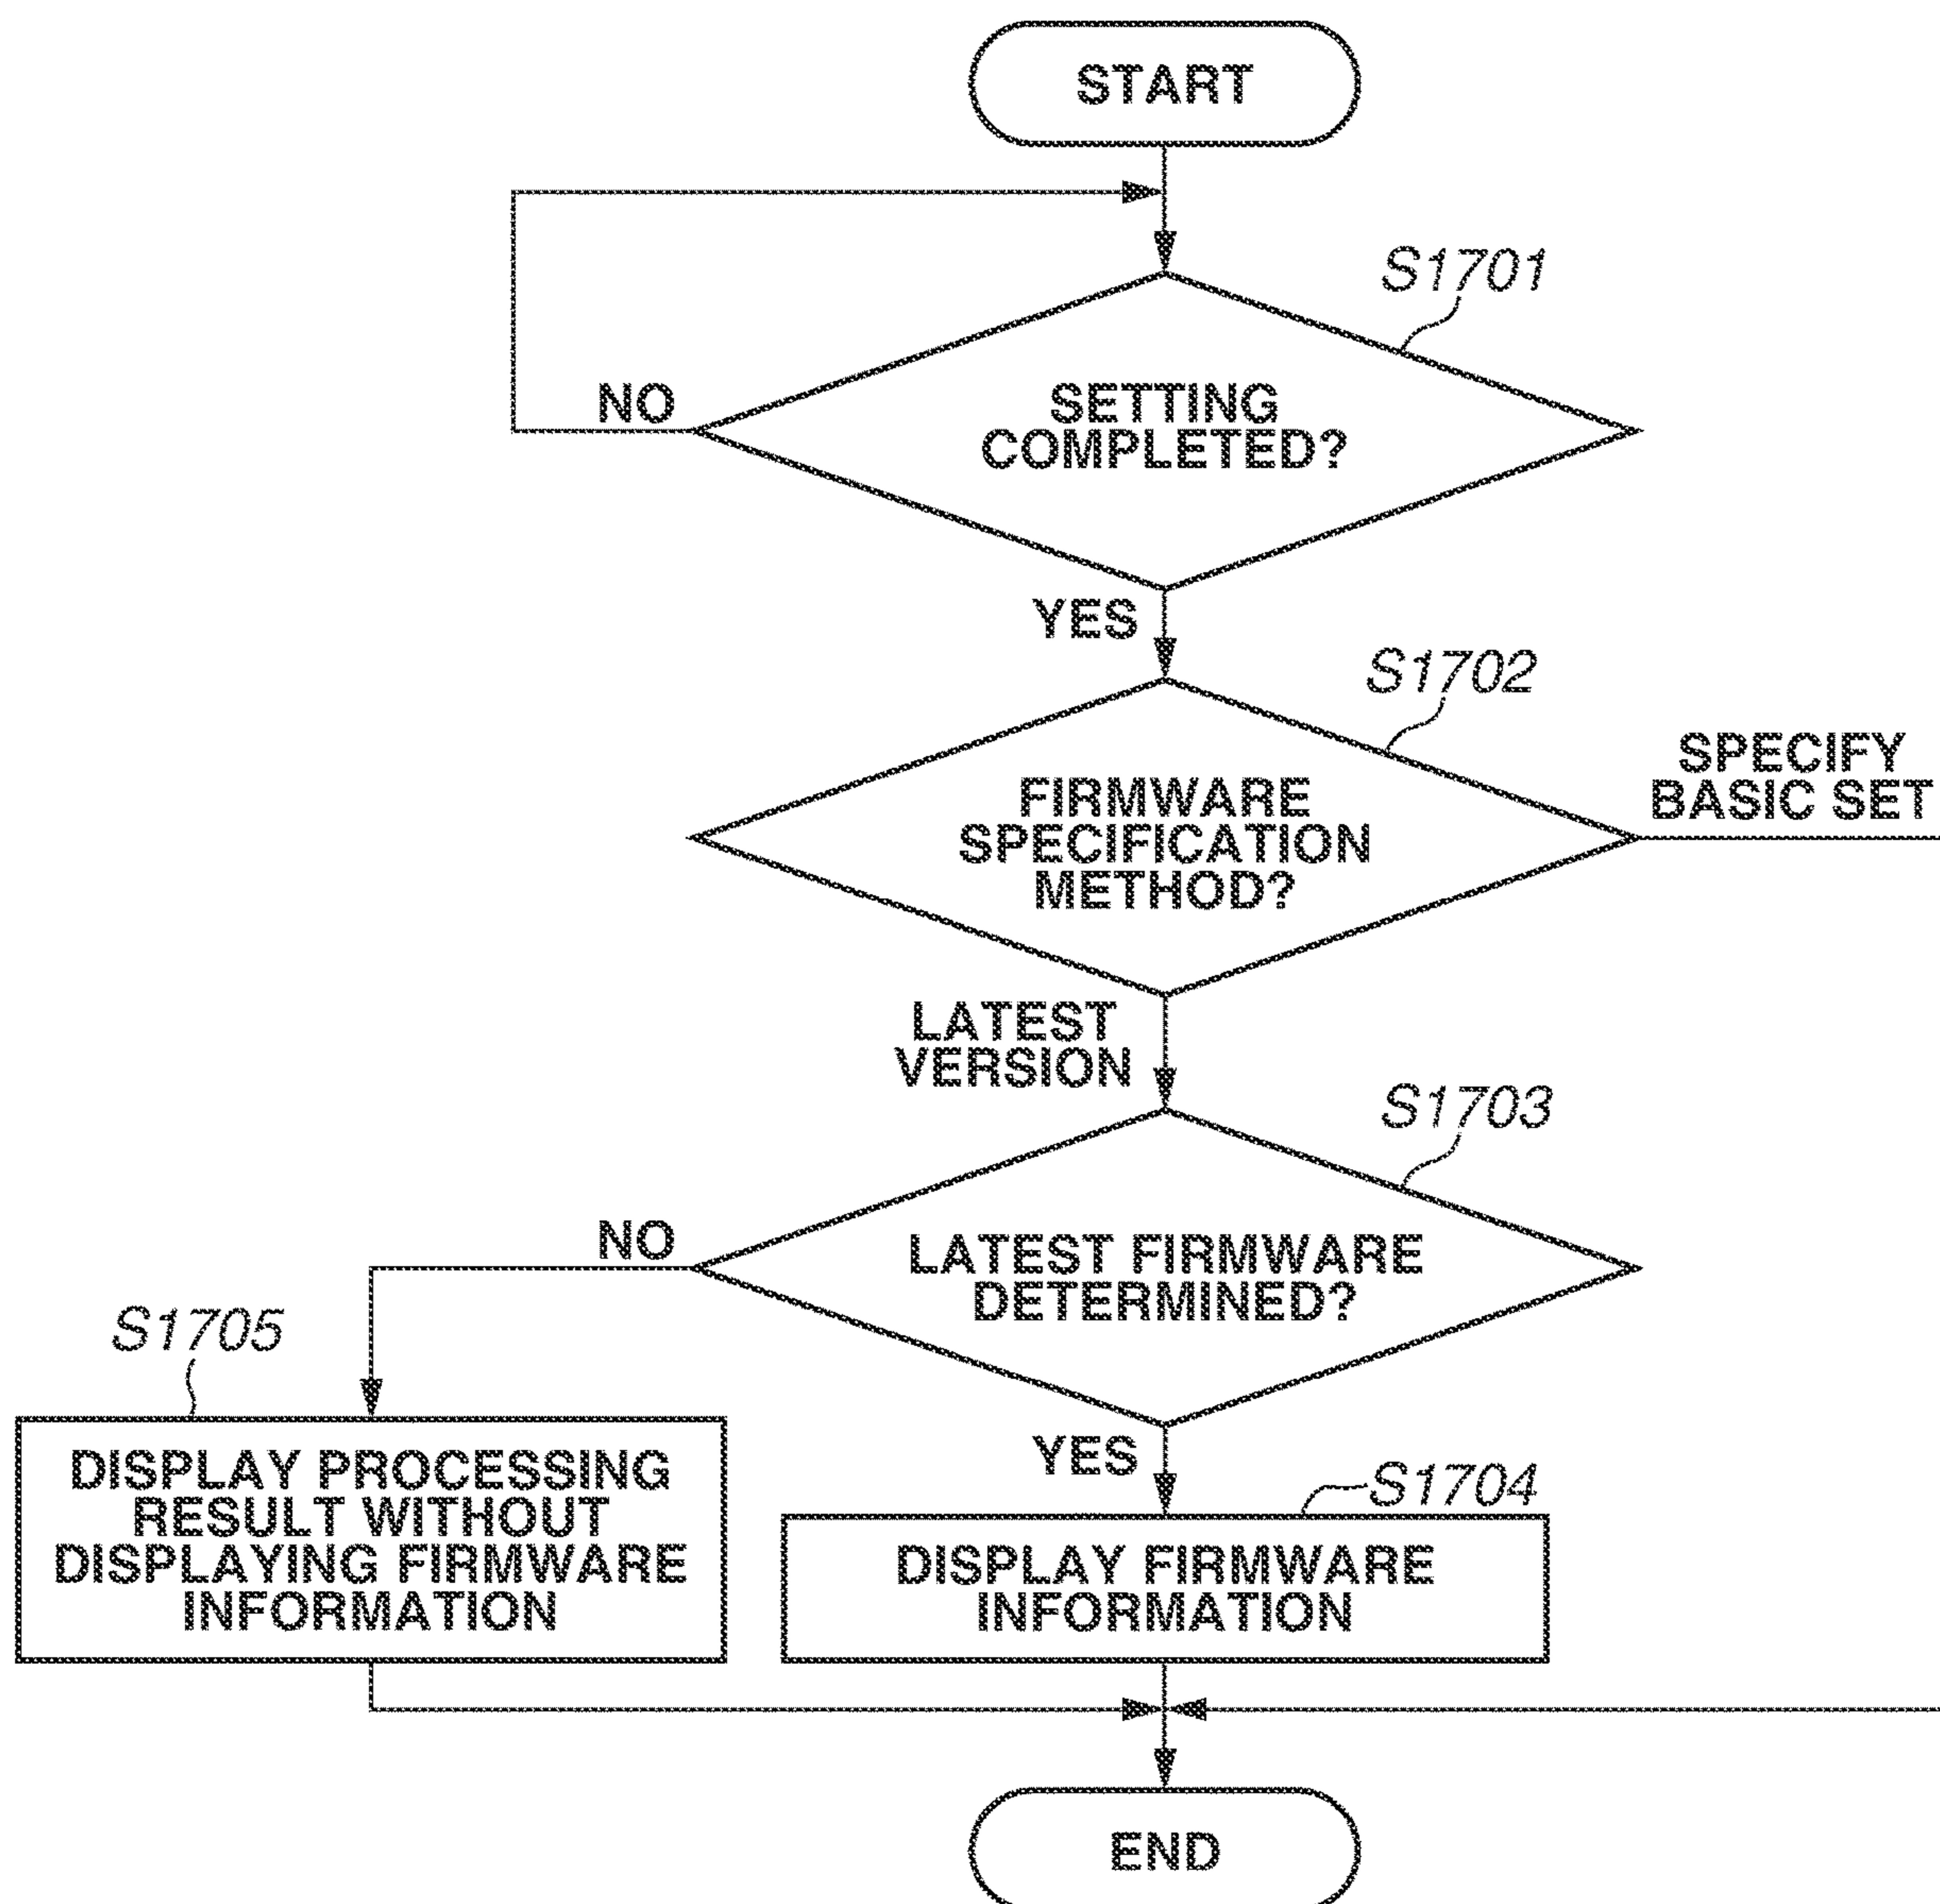 START
S1701
NO
SETTING
COMPLETED?
YES
S1702
SPECIFY
BASIC SET
FIRMWARE
SPECIFICATION
METHOD?
LATEST
VERSION
S1703
NO
LATEST FIRMWARE
DETERMINED?
S1705
YES
S1704
DISPLAY PROCESSING
RESULT WITHOUT
DISPLAYING FIRMWARE
INFORMATION
DISPLAY FIRMWARE
INFORMATION
END